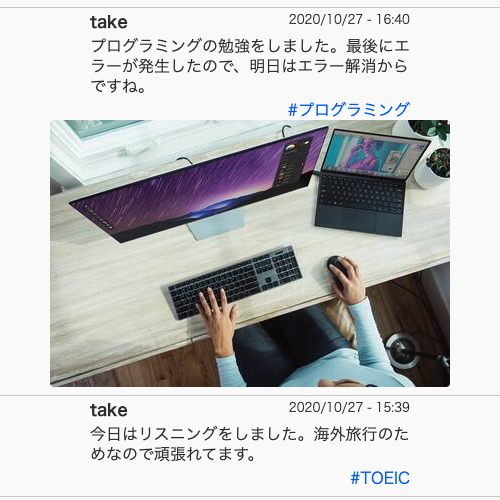 take 2020/10/27 - 16:40
プログラミングの勉強をしました。最後にエ
ラーが発生したので、明日はエラー解消から
ですね。
#プログラミング
take 2020/10/27 - 15:39
今日はリスニングをしました。海外旅行のた
めなので頑張れてます。
#TOEIC